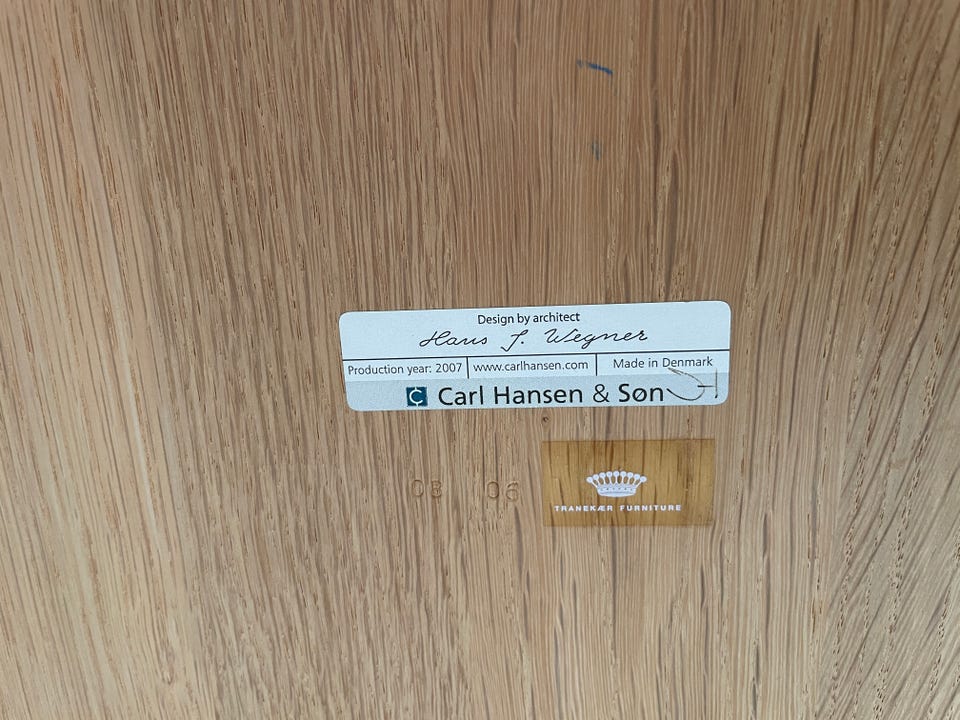 Design by architect
Hans J. Wegner
Production year: 2007 www.carlhansen.com Made in Denmark
Carl Hansen & Søn
08 06
TRANEKÆR FURNITURE